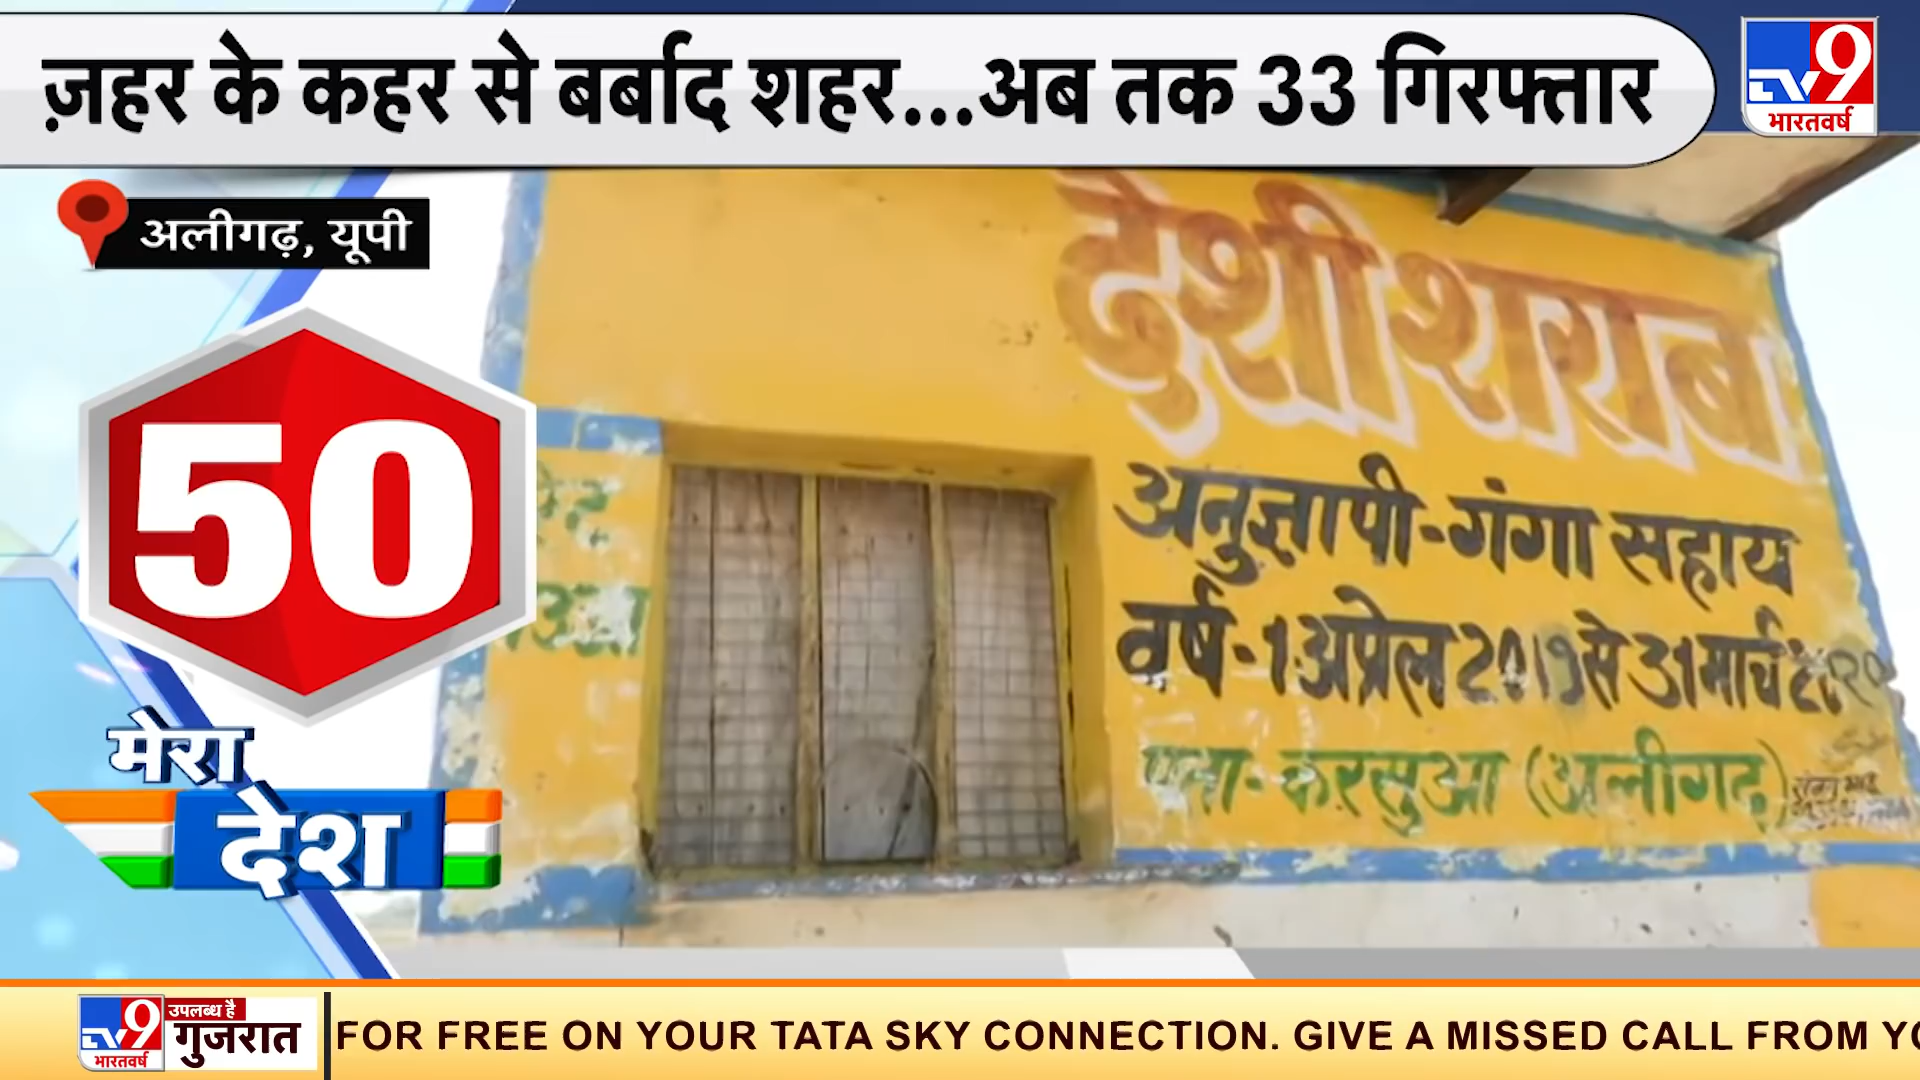 ज़हर के कहर से बर्बाद शहर...अब तक 33 गिरफ्तार
TV9
भारतवर्ष
अलीगढ़, यूपी
50
मेरा
देश
देशी शराब
अनुज्ञापी-गंगा सहाय
वर्ष-1 अप्रैल 2019 से 31 मार्च 2020
पता-करसुआ (अलीगढ़)
TV9
भारतवर्ष
उपलब्ध है
गुजरात
FOR FREE ON YOUR TATA SKY CONNECTION. GIVE A MISSED CALL FROM YO